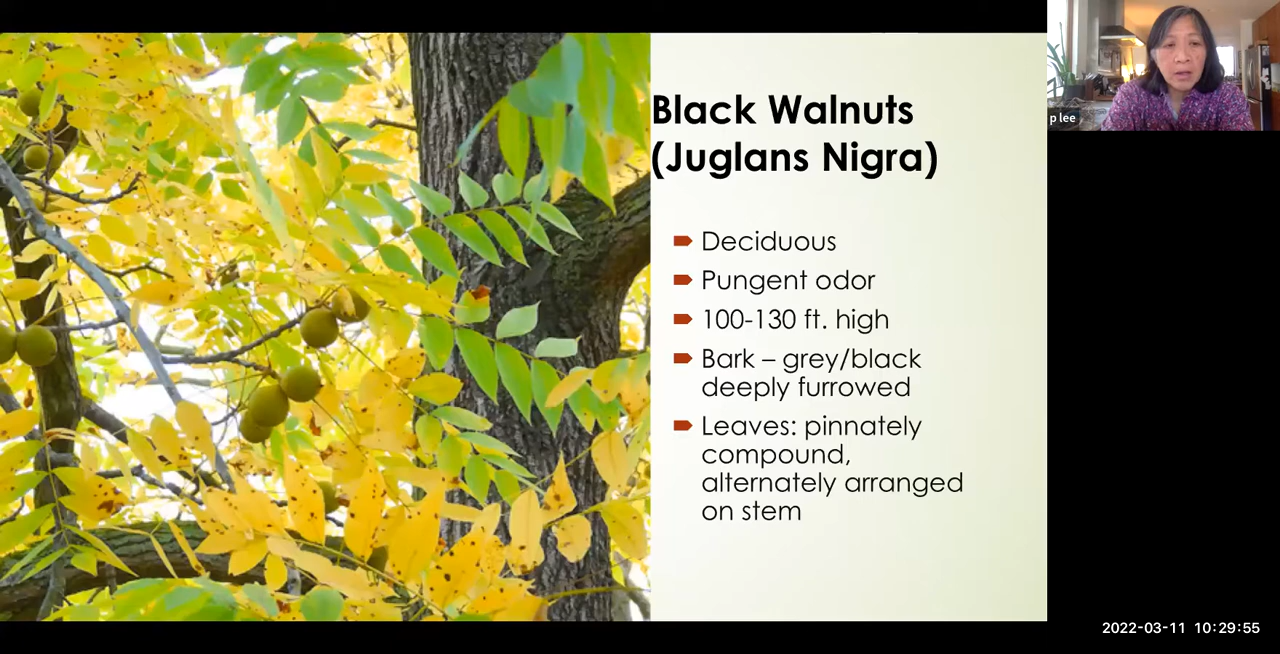 Black Walnuts
(Juglans Nigra)
Deciduous
Pungent odor
100-130 ft. high
Bark – grey/black
deeply furrowed
Leaves: pinnately
compound,
alternately arranged
on stem
p lee
2022-03-11 10:29:55